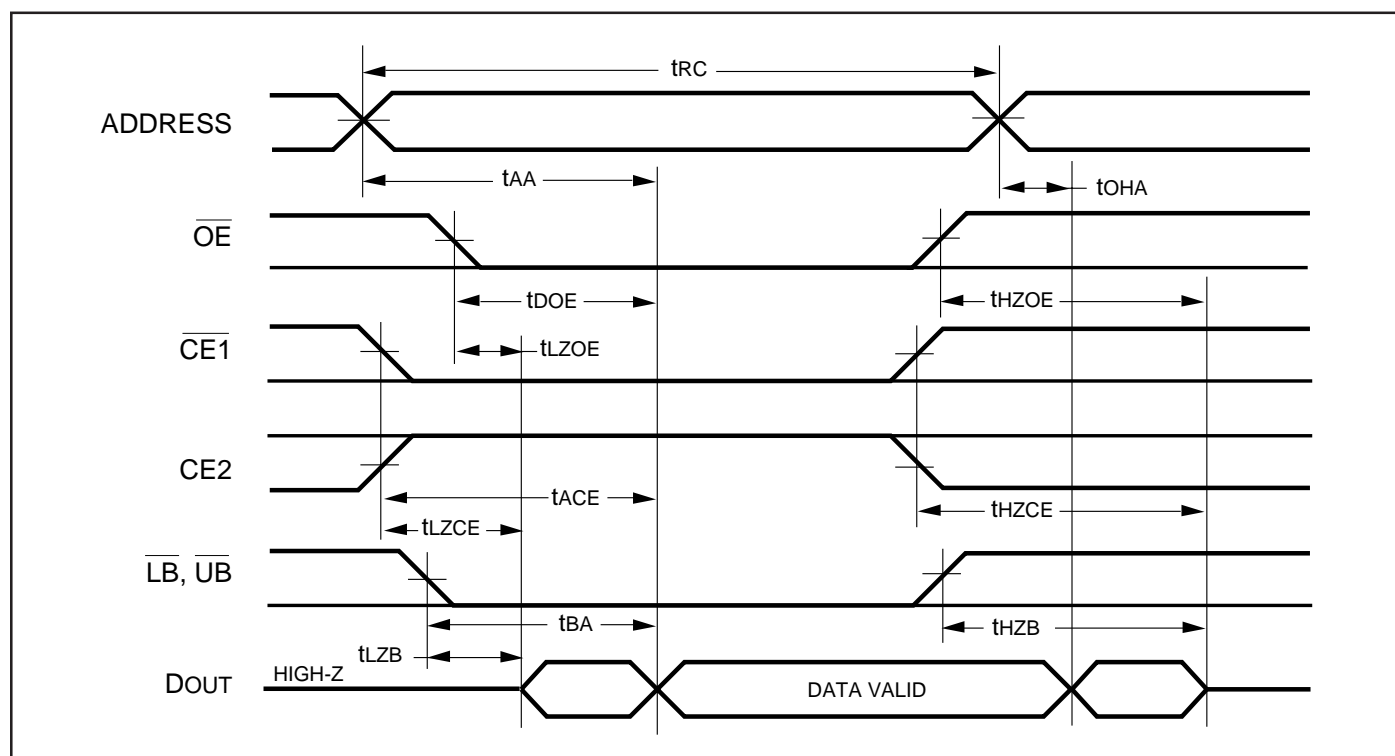 tRC
ADDRESS
tAA
tOHA
OE
tDOE
tHZOE
CE1
tLZOE
CE2
tACE
tHZCE
tLZCE
LB, UB
tBA
tHZB
tLZB
DOUT
HIGH-Z
DATA VALID